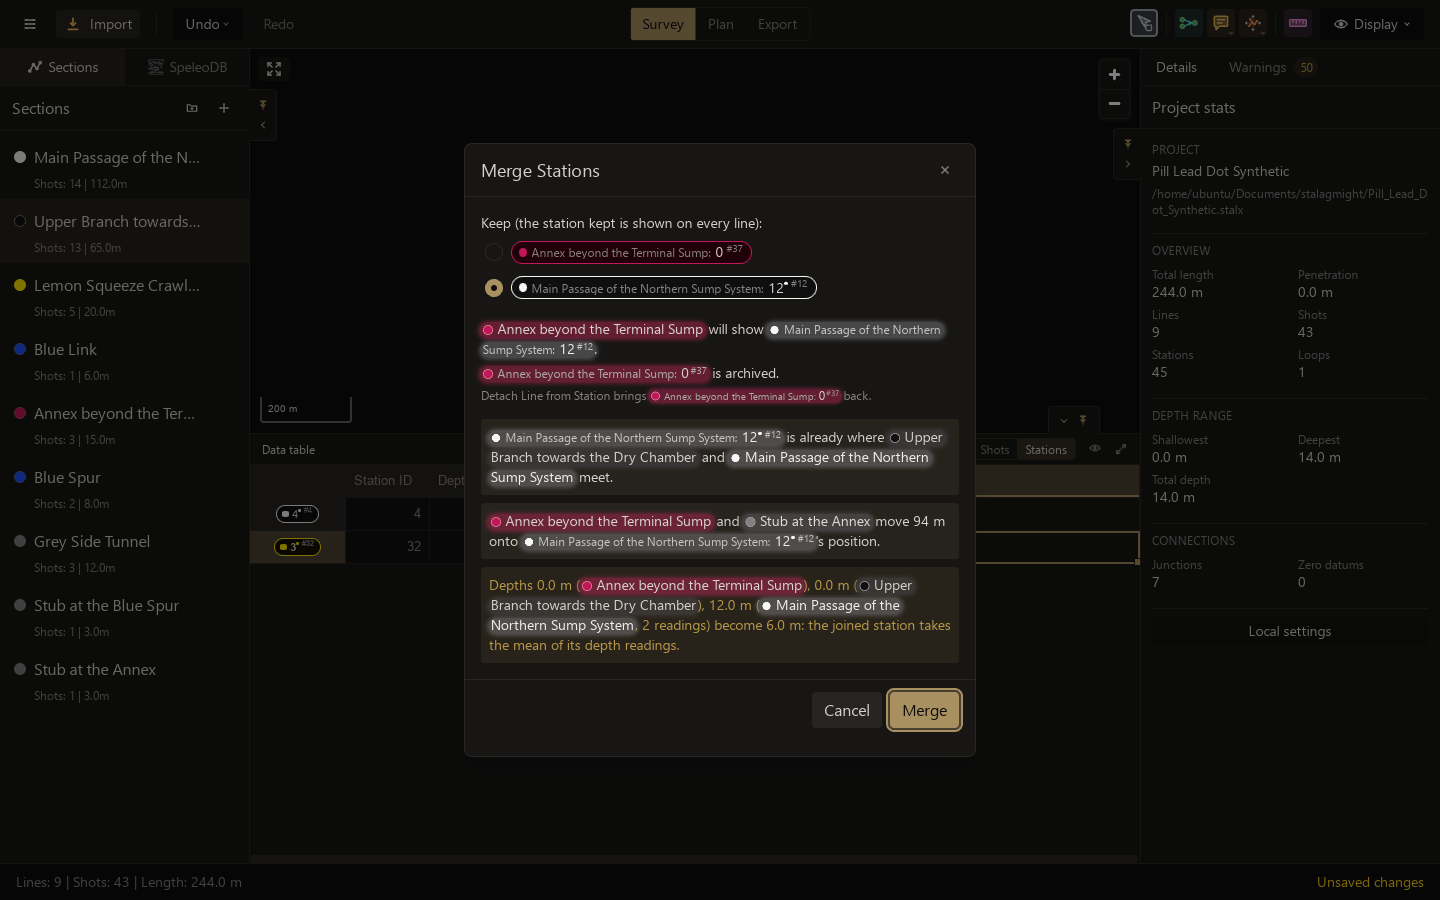 Import
Undo
Redo
Survey
Plan
Export
Display
Sections
SpeleoDB
Details
Warnings 50
Sections
Main Passage of the N...
Shots: 14 | 112.0m
Upper Branch towards...
Shots: 13 | 65.0m
Lemon Squeeze Crawl...
Shots: 5 | 20.0m
Blue Link
Shots: 1 | 6.0m
Annex beyond the Ter...
Shots: 3 | 15.0m
Blue Spur
Shots: 2 | 8.0m
Grey Side Tunnel
Shots: 3 | 12.0m
Stub at the Blue Spur
Shots: 1 | 3.0m
Stub at the Annex
Shots: 1 | 3.0m
200 m
Data table
Shots
Stations
Station ID
Dept
4• #4
4
3• #32
32
Merge Stations
Keep (the station kept is shown on every line):
Annex beyond the Terminal Sump: 0 #37
Main Passage of the Northern Sump System: 12• #12
Annex beyond the Terminal Sump will show Main Passage of the Northern
Sump System: 12 #12.
Annex beyond the Terminal Sump: 0 #37 is archived.
Detach Line from Station brings Annex beyond the Terminal Sump: 0 #37 back.
Main Passage of the Northern Sump System: 12• #12 is already where Upper
Branch towards the Dry Chamber and Main Passage of the Northern
Sump System meet.
Annex beyond the Terminal Sump and Stub at the Annex move 94 m
onto Main Passage of the Northern Sump System: 12• #12's position.
Depths 0.0 m (Annex beyond the Terminal Sump), 0.0 m (Upper
Branch towards the Dry Chamber), 12.0 m (Main Passage of the
Northern Sump System, 2 readings) become 6.0 m: the joined station takes
the mean of its depth readings.
Cancel
Merge
Project stats
PROJECT
Pill Lead Dot Synthetic
/home/ubuntu/Documents/stalagmight/Pill_Lead_D
ot_Synthetic.stalx
OVERVIEW
Total length
Penetration
244.0 m
0.0 m
Lines
Shots
9
43
Stations
Loops
45
1
DEPTH RANGE
Shallowest
Deepest
0.0 m
14.0 m
Total depth
14.0 m
CONNECTIONS
Junctions
Zero datums
7
0
Local settings
Lines: 9 | Shots: 43 | Length: 244.0 m
Unsaved changes